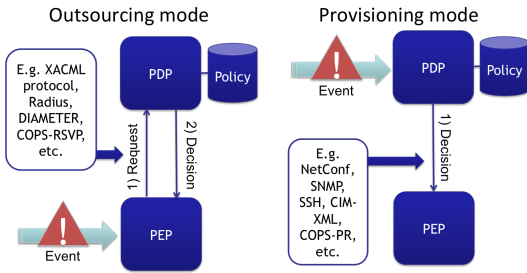 Outsourcing mode
E.g. XACML
protocol,
Radius,
DIAMETER,
COPS-RSVP,
etc.
PDP
Policy
1) Request
2) Decision
!
Event
PEP
Provisioning mode
!
Event
PDP
Policy
1) Decision
E.g.
NetConf,
SNMP,
SSH, CIM-
XML,
COPS-PR,
etc.
PEP